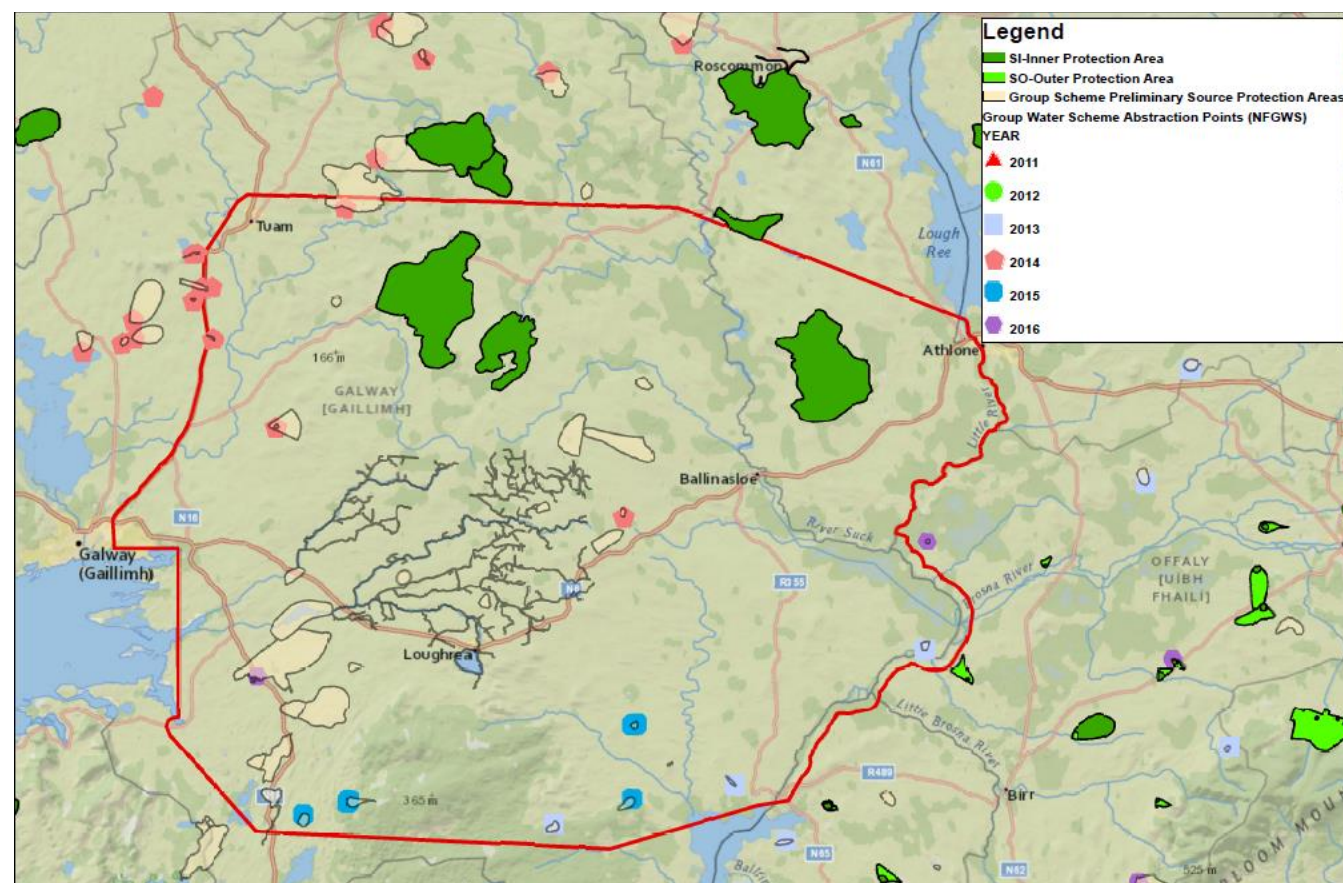 Legend
SI-Inner Protection Area
SO-Outer Protection Area
Group Scheme Preliminary Source Protection Areas
Group Water Scheme Abstraction Points (NFGWS)
YEAR
2011
2012
2013
2014
2015
2016
Roscommon
N61
Tuam
Lough
Ree
Athlone
166 m
GALWAY
[GAILLIMH]
Little River
Ballinasloe
N16
River Suck
Galway
(Gaillimh)
OFFALY
[UÍBH
FHAILÍ]
R355
N6
Brosna River
Loughrea
Little Brosna River
R489
365 m
Birr
N65
N62
525 m